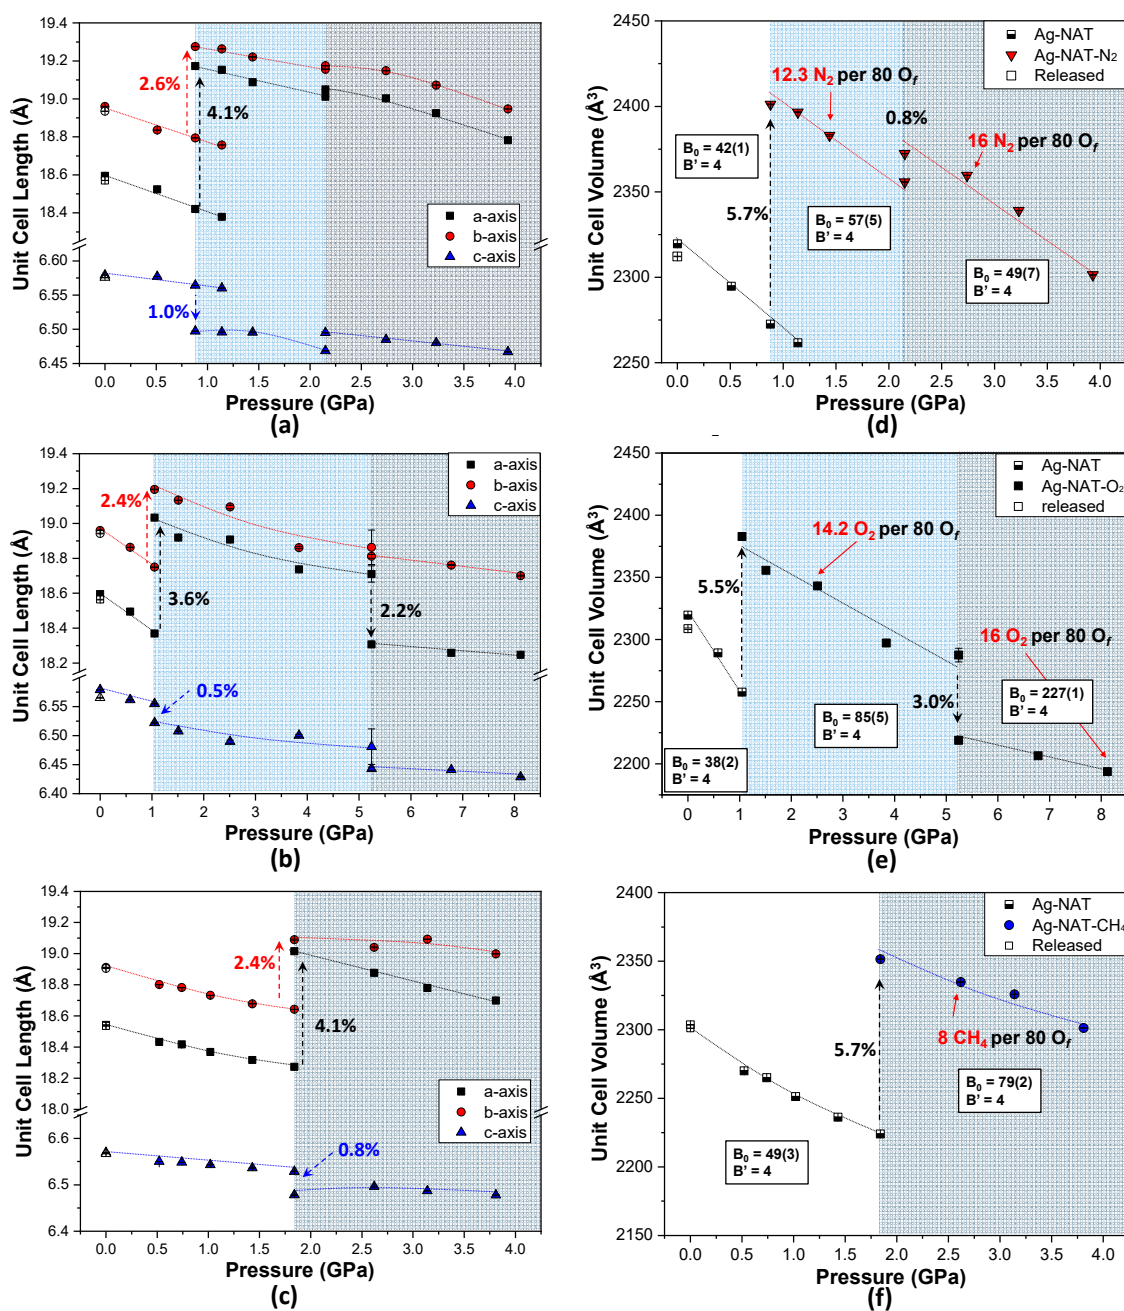 19.4
19.2
19.0
18.8
18.6
18.4
6.60
6.55
6.50
6.45
Unit Cell Length (Å)
2.6%
4.1%
1.0%
a-axis
b-axis
c-axis
0.0 0.5 1.0 1.5 2.0 2.5 3.0 3.5 4.0
Pressure (GPa)
(a)
2450
2400
2350
2300
2250
Unit Cell Volume (Å³)
Ag-NAT
Ag-NAT-N₂
Released
12.3 N₂ per 80 O_f
0.8%
16 N₂ per 80 O_f
B₀ = 42(1)
B' = 4
5.7%
B₀ = 57(5)
B' = 4
B₀ = 49(7)
B' = 4
0.0 0.5 1.0 1.5 2.0 2.5 3.0 3.5 4.0
Pressure (GPa)
(d)
19.4
19.2
19.0
18.8
18.6
18.4
18.2
6.55
6.50
6.45
6.40
Unit Cell Length (Å)
a-axis
b-axis
c-axis
2.4%
3.6%
2.2%
0.5%
0 1 2 3 4 5 6 7 8
Pressure (GPa)
(b)
2450
2400
2350
2300
2250
2200
Unit Cell Volume (Å³)
Ag-NAT
Ag-NAT-O₂
released
14.2 O₂ per 80 O_f
5.5%
16 O₂ per 80 O_f
3.0%
B₀ = 227(1)
B' = 4
B₀ = 85(5)
B' = 4
B₀ = 38(2)
B' = 4
0 1 2 3 4 5 6 7 8
Pressure (GPa)
(e)
19.4
19.2
19.0
18.8
18.6
18.4
18.2
18.0
6.6
6.5
6.4
Unit Cell Length (Å)
2.4%
4.1%
0.8%
a-axis
b-axis
c-axis
0.0 0.5 1.0 1.5 2.0 2.5 3.0 3.5 4.0
Pressure (GPa)
(c)
2400
2350
2300
2250
2200
2150
Unit Cell Volume (Å³)
Ag-NAT
Ag-NAT-CH₄
Released
8 CH₄ per 80 O_f
5.7%
B₀ = 79(2)
B' = 4
B₀ = 49(3)
B' = 4
0.0 0.5 1.0 1.5 2.0 2.5 3.0 3.5 4.0
Pressure (GPa)
(f)